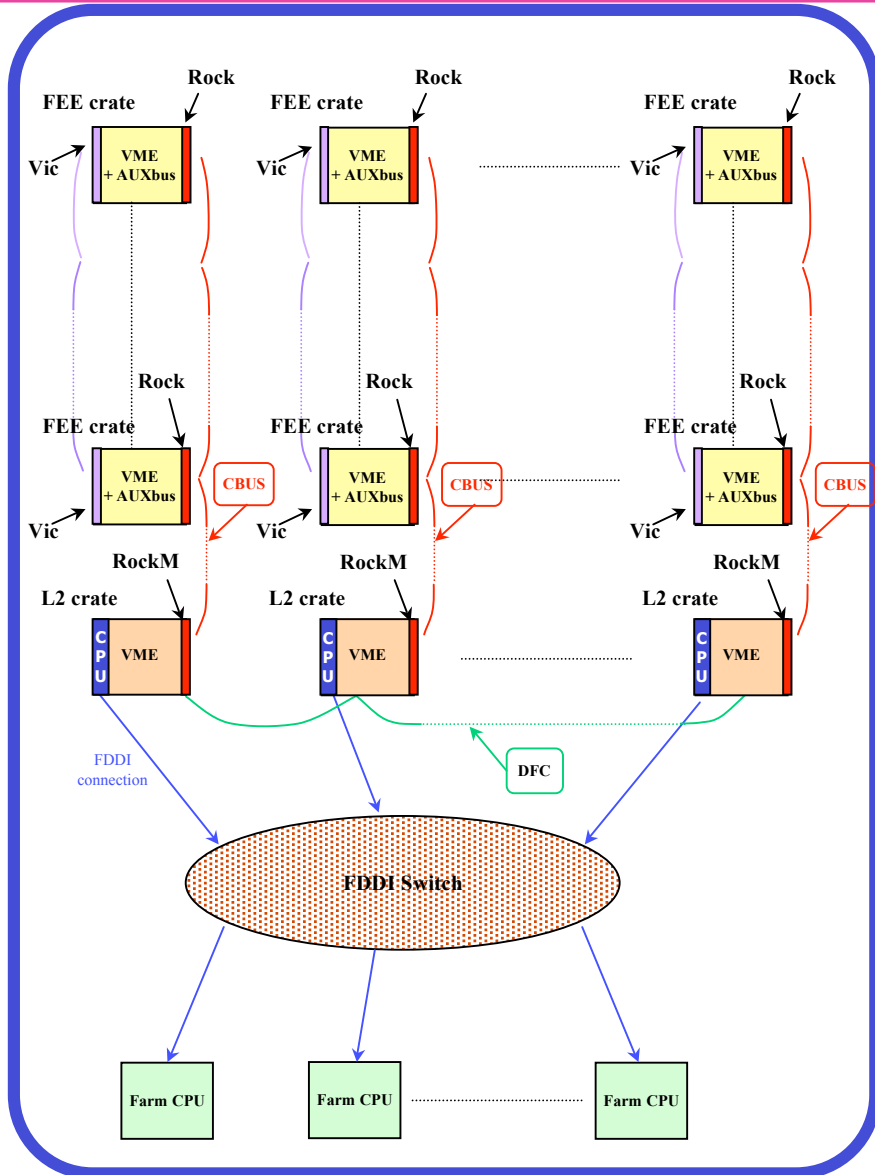 Rock Rock Rock
FEE crate FEE crate FEE crate
Vic VME Vic VME Vic VME
+ AUXbus + AUXbus + AUXbus
Rock Rock Rock
FEE crate FEE crate FEE crate
VME CBUS VME CBUS VME CBUS
+ AUXbus + AUXbus + AUXbus
Vic Vic Vic
RockM RockM RockM
L2 crate L2 crate L2 crate
CPU VME CPU VME CPU VME
FDDI
connection
DFC
FDDI Switch
Farm CPU Farm CPU Farm CPU